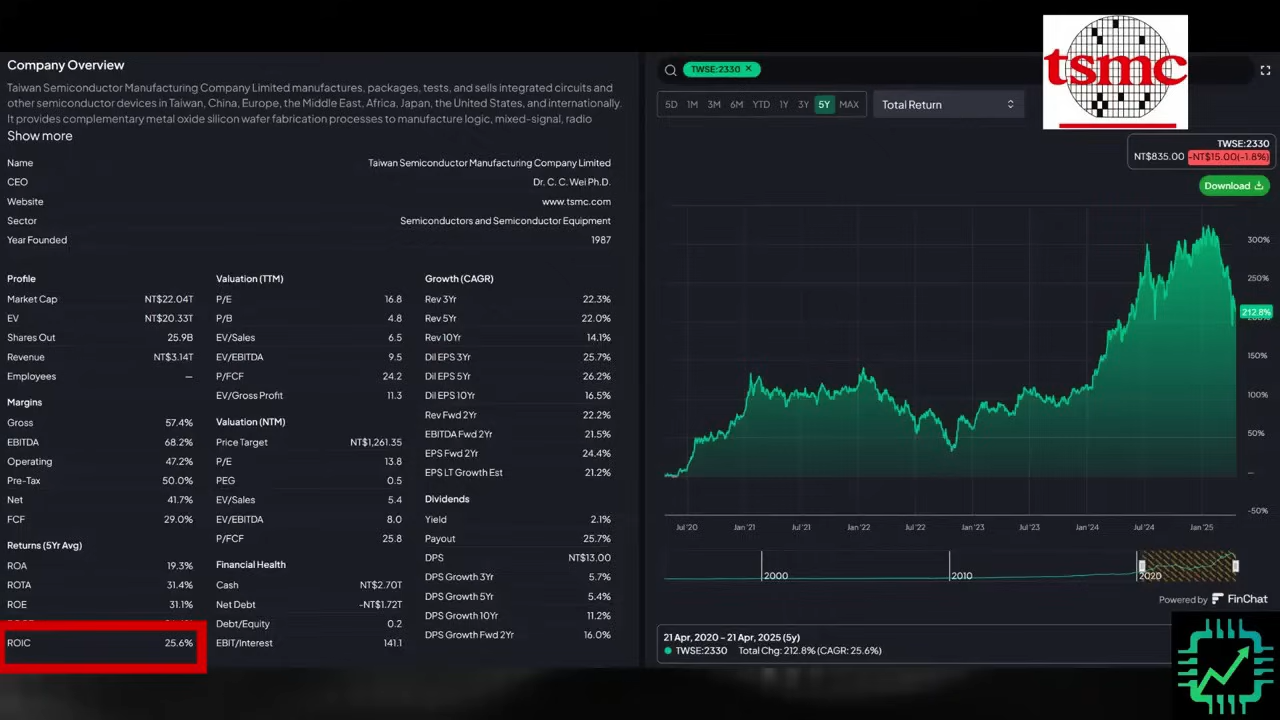 Company Overview
Taiwan Semiconductor Manufacturing Company Limited manufactures, packages, tests, and sells integrated circuits and
other semiconductor devices in Taiwan, China, Europe, the Middle East, Africa, Japan, the United States, and internationally.
It provides complementary metal oxide silicon wafer fabrication processes to manufacture logic, mixed-signal, radio
Show more
Name Taiwan Semiconductor Manufacturing Company Limited
CEO Dr. C. C. Wei Ph.D.
Website www.tsmc.com
Sector Semiconductors and Semiconductor Equipment
Year Founded 1987
Profile
Market Cap NT$22.04T
EV NT$20.33T
Shares Out 25.9B
Revenue NT$3.14T
Employees —
Margins
Gross 57.4%
EBITDA 68.2%
Operating 47.2%
Pre-Tax 50.0%
Net 41.7%
FCF 29.0%
Returns (5Yr Avg)
ROA 19.3%
ROTA 31.4%
ROE 31.1%
ROIC 25.6%
Valuation (TTM)
P/E 16.8
P/B 4.8
EV/Sales 6.5
EV/EBITDA 9.5
P/FCF 24.2
EV/Gross Profit 11.3
Valuation (NTM)
Price Target NT$1,261.35
P/E 13.8
PEG 0.5
EV/Sales 5.4
EV/EBITDA 8.0
P/FCF 25.8
Financial Health
Cash NT$2.70T
Net Debt -NT$1.72T
Debt/Equity 0.2
EBIT/Interest 141.1
Growth (CAGR)
Rev 3Yr 22.3%
Rev 5Yr 22.0%
Rev 10Yr 14.1%
Dil EPS 3Yr 25.7%
Dil EPS 5Yr 26.2%
Dil EPS 10Yr 16.5%
Rev Fwd 2Yr 22.2%
EBITDA Fwd 2Yr 21.5%
EPS Fwd 2Yr 24.4%
EPS LT Growth Est 21.2%
Dividends
Yield 2.1%
Payout 25.7%
DPS NT$13.00
DPS Growth 3Yr 5.7%
DPS Growth 5Yr 5.4%
DPS Growth 10Yr 11.2%
DPS Growth Fwd 2Yr 16.0%
TWSE:2330 ×
tsmc
5D 1M 3M 6M YTD 1Y 3Y 5Y MAX Total Return
TWSE:2330
NT$835.00 -NT$15.00(-1.8%)
Download
300%
250%
212.8%
200%
150%
100%
50%
—
-50%
Jul '20 Jan '21 Jul '21 Jan '22 Jul '22 Jan '23 Jul '23 Jan '24 Jul '24 Jan '25
2000 2010 2020
Powered by FinChat
21 Apr, 2020 – 21 Apr, 2025 (5y)
TWSE:2330 Total Chg: 212.8% (CAGR: 25.6%)